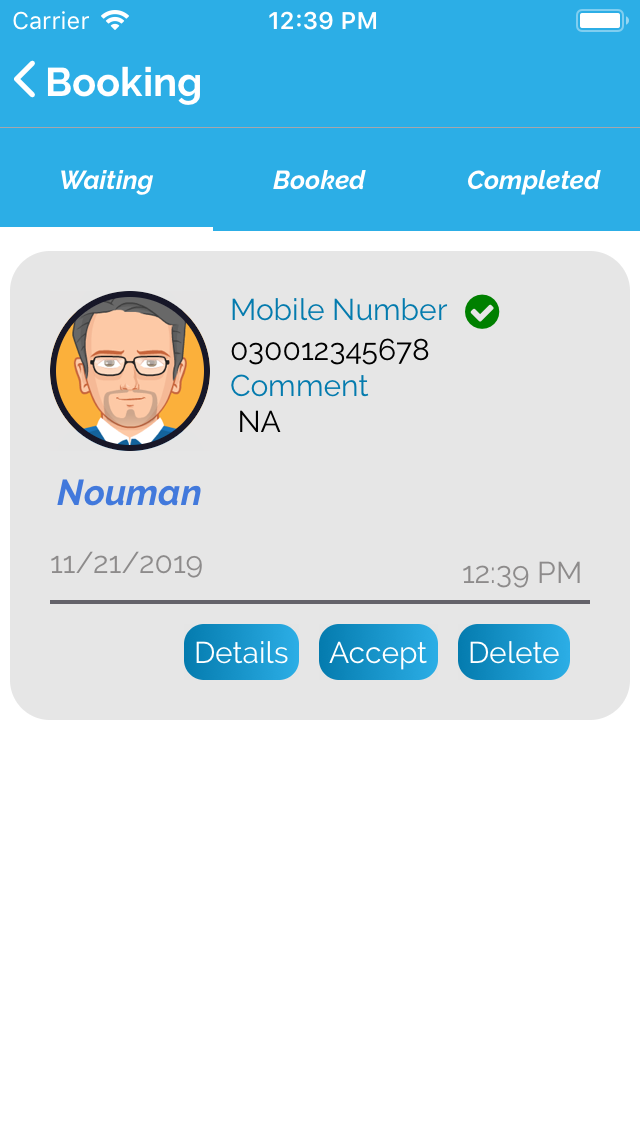 Carrier 12:39 PM
Booking
Waiting Booked Completed
Mobile Number
030012345678
Comment
NA
Nouman
11/21/2019 12:39 PM
Details Accept Delete